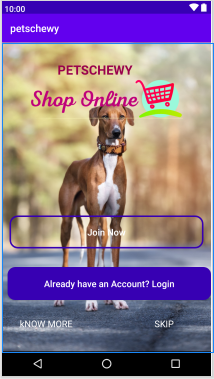 10:00
petschewy
PETSCHEWY
Shop Online
Join Now
Already have an Account? Login
kNOW MORE
SKIP